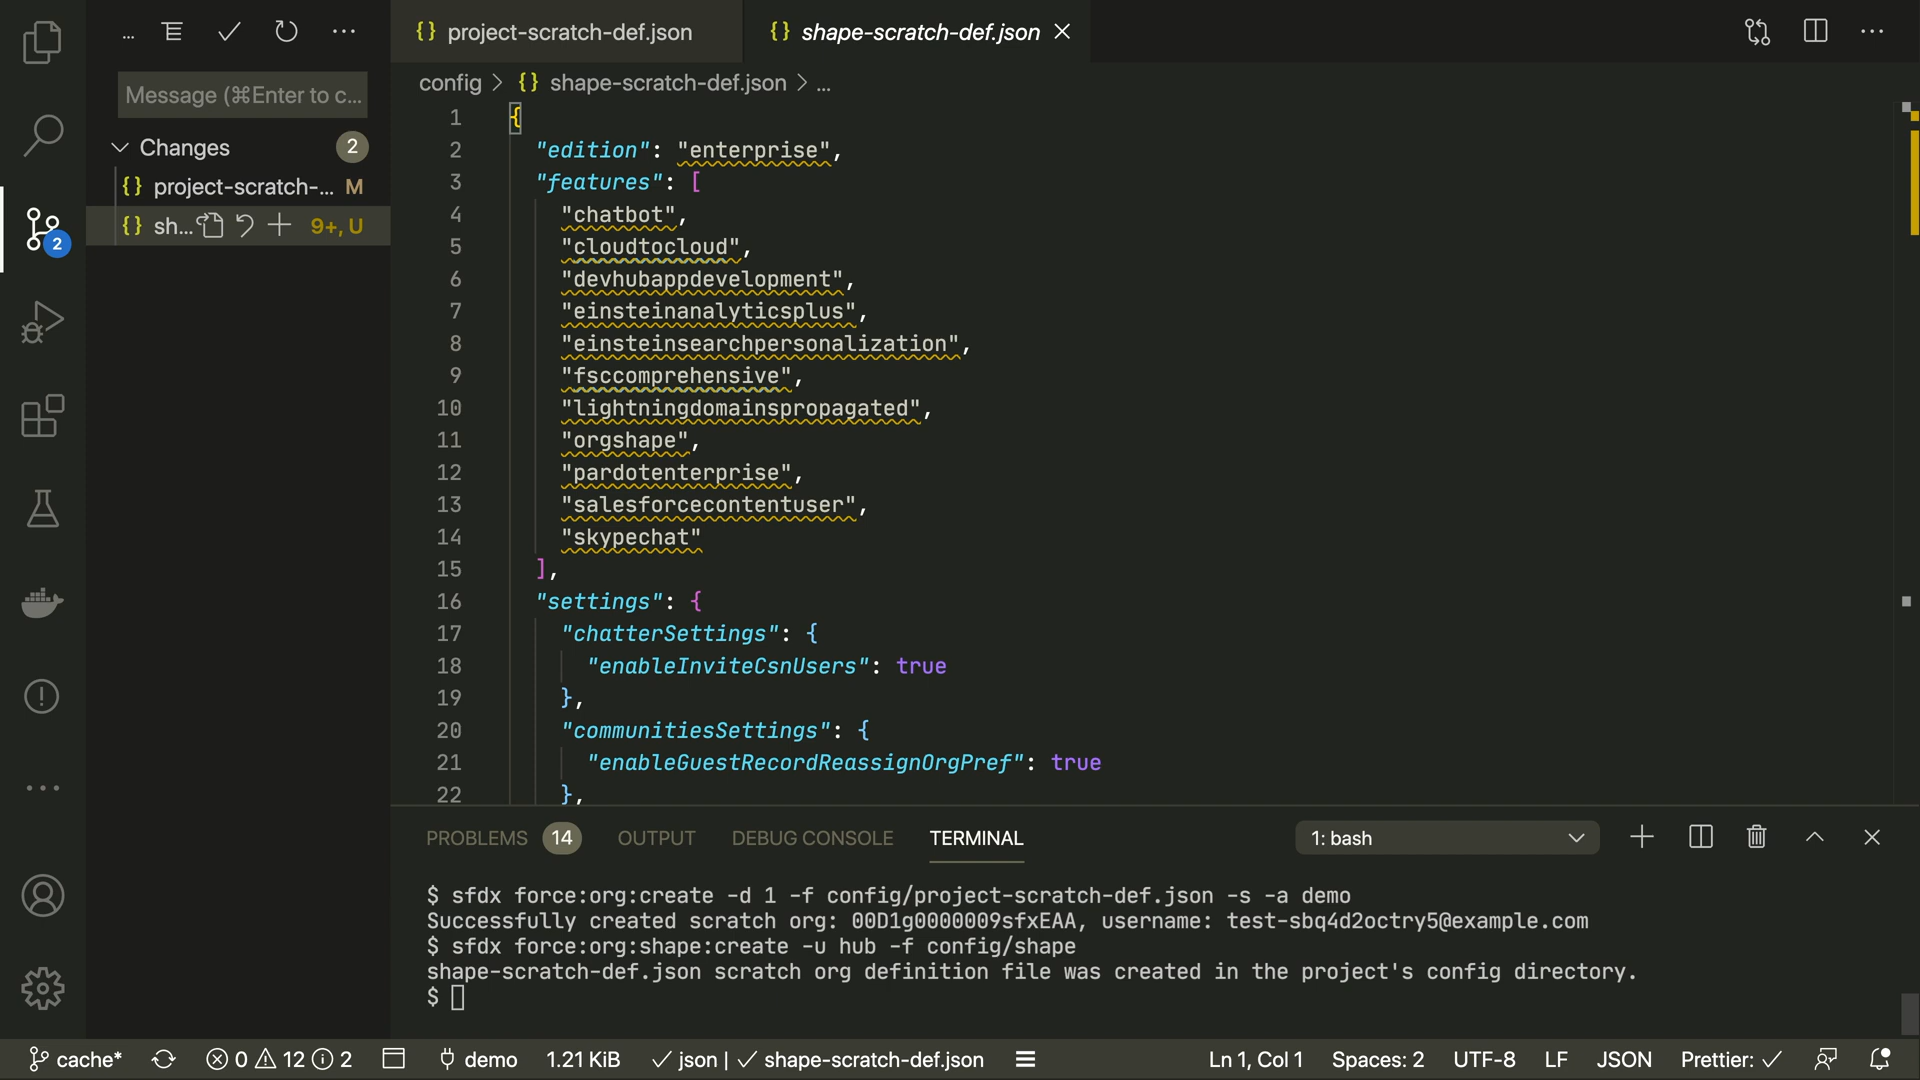 ... ...
{} project-scratch-def.json {} shape-scratch-def.json
Message (⌘Enter to c...
config > {} shape-scratch-def.json > ...
Changes 2
{} project-scratch-... M
{} sh... 9+, U
2
1 {
2 "edition": "enterprise",
3 "features": [
4 "chatbot",
5 "cloudtocloud",
6 "devhubappdevelopment",
7 "einsteinanalyticsplus",
8 "einsteinsearchpersonalization",
9 "fsccomprehensive",
10 "lightningdomainspropagated",
11 "orgshape",
12 "pardotenterprise",
13 "salesforcecontentuser",
14 "skypechat"
15 ],
16 "settings": {
17 "chatterSettings": {
18 "enableInviteCsnUsers": true
19 },
20 "communitiesSettings": {
21 "enableGuestRecordReassignOrgPref": true
22 },
PROBLEMS 14 OUTPUT DEBUG CONSOLE TERMINAL 1: bash
$ sfdx force:org:create -d 1 -f config/project-scratch-def.json -s -a demo
Successfully created scratch org: 00D1g0000009sfxEAA, username: test-sbq4d2octry5@example.com
$ sfdx force:org:shape:create -u hub -f config/shape
shape-scratch-def.json scratch org definition file was created in the project's config directory.
$
cache* 0 12 2 demo 1.21 KiB ✓ json | ✓ shape-scratch-def.json Ln 1, Col 1 Spaces: 2 UTF-8 LF JSON Prettier: ✓